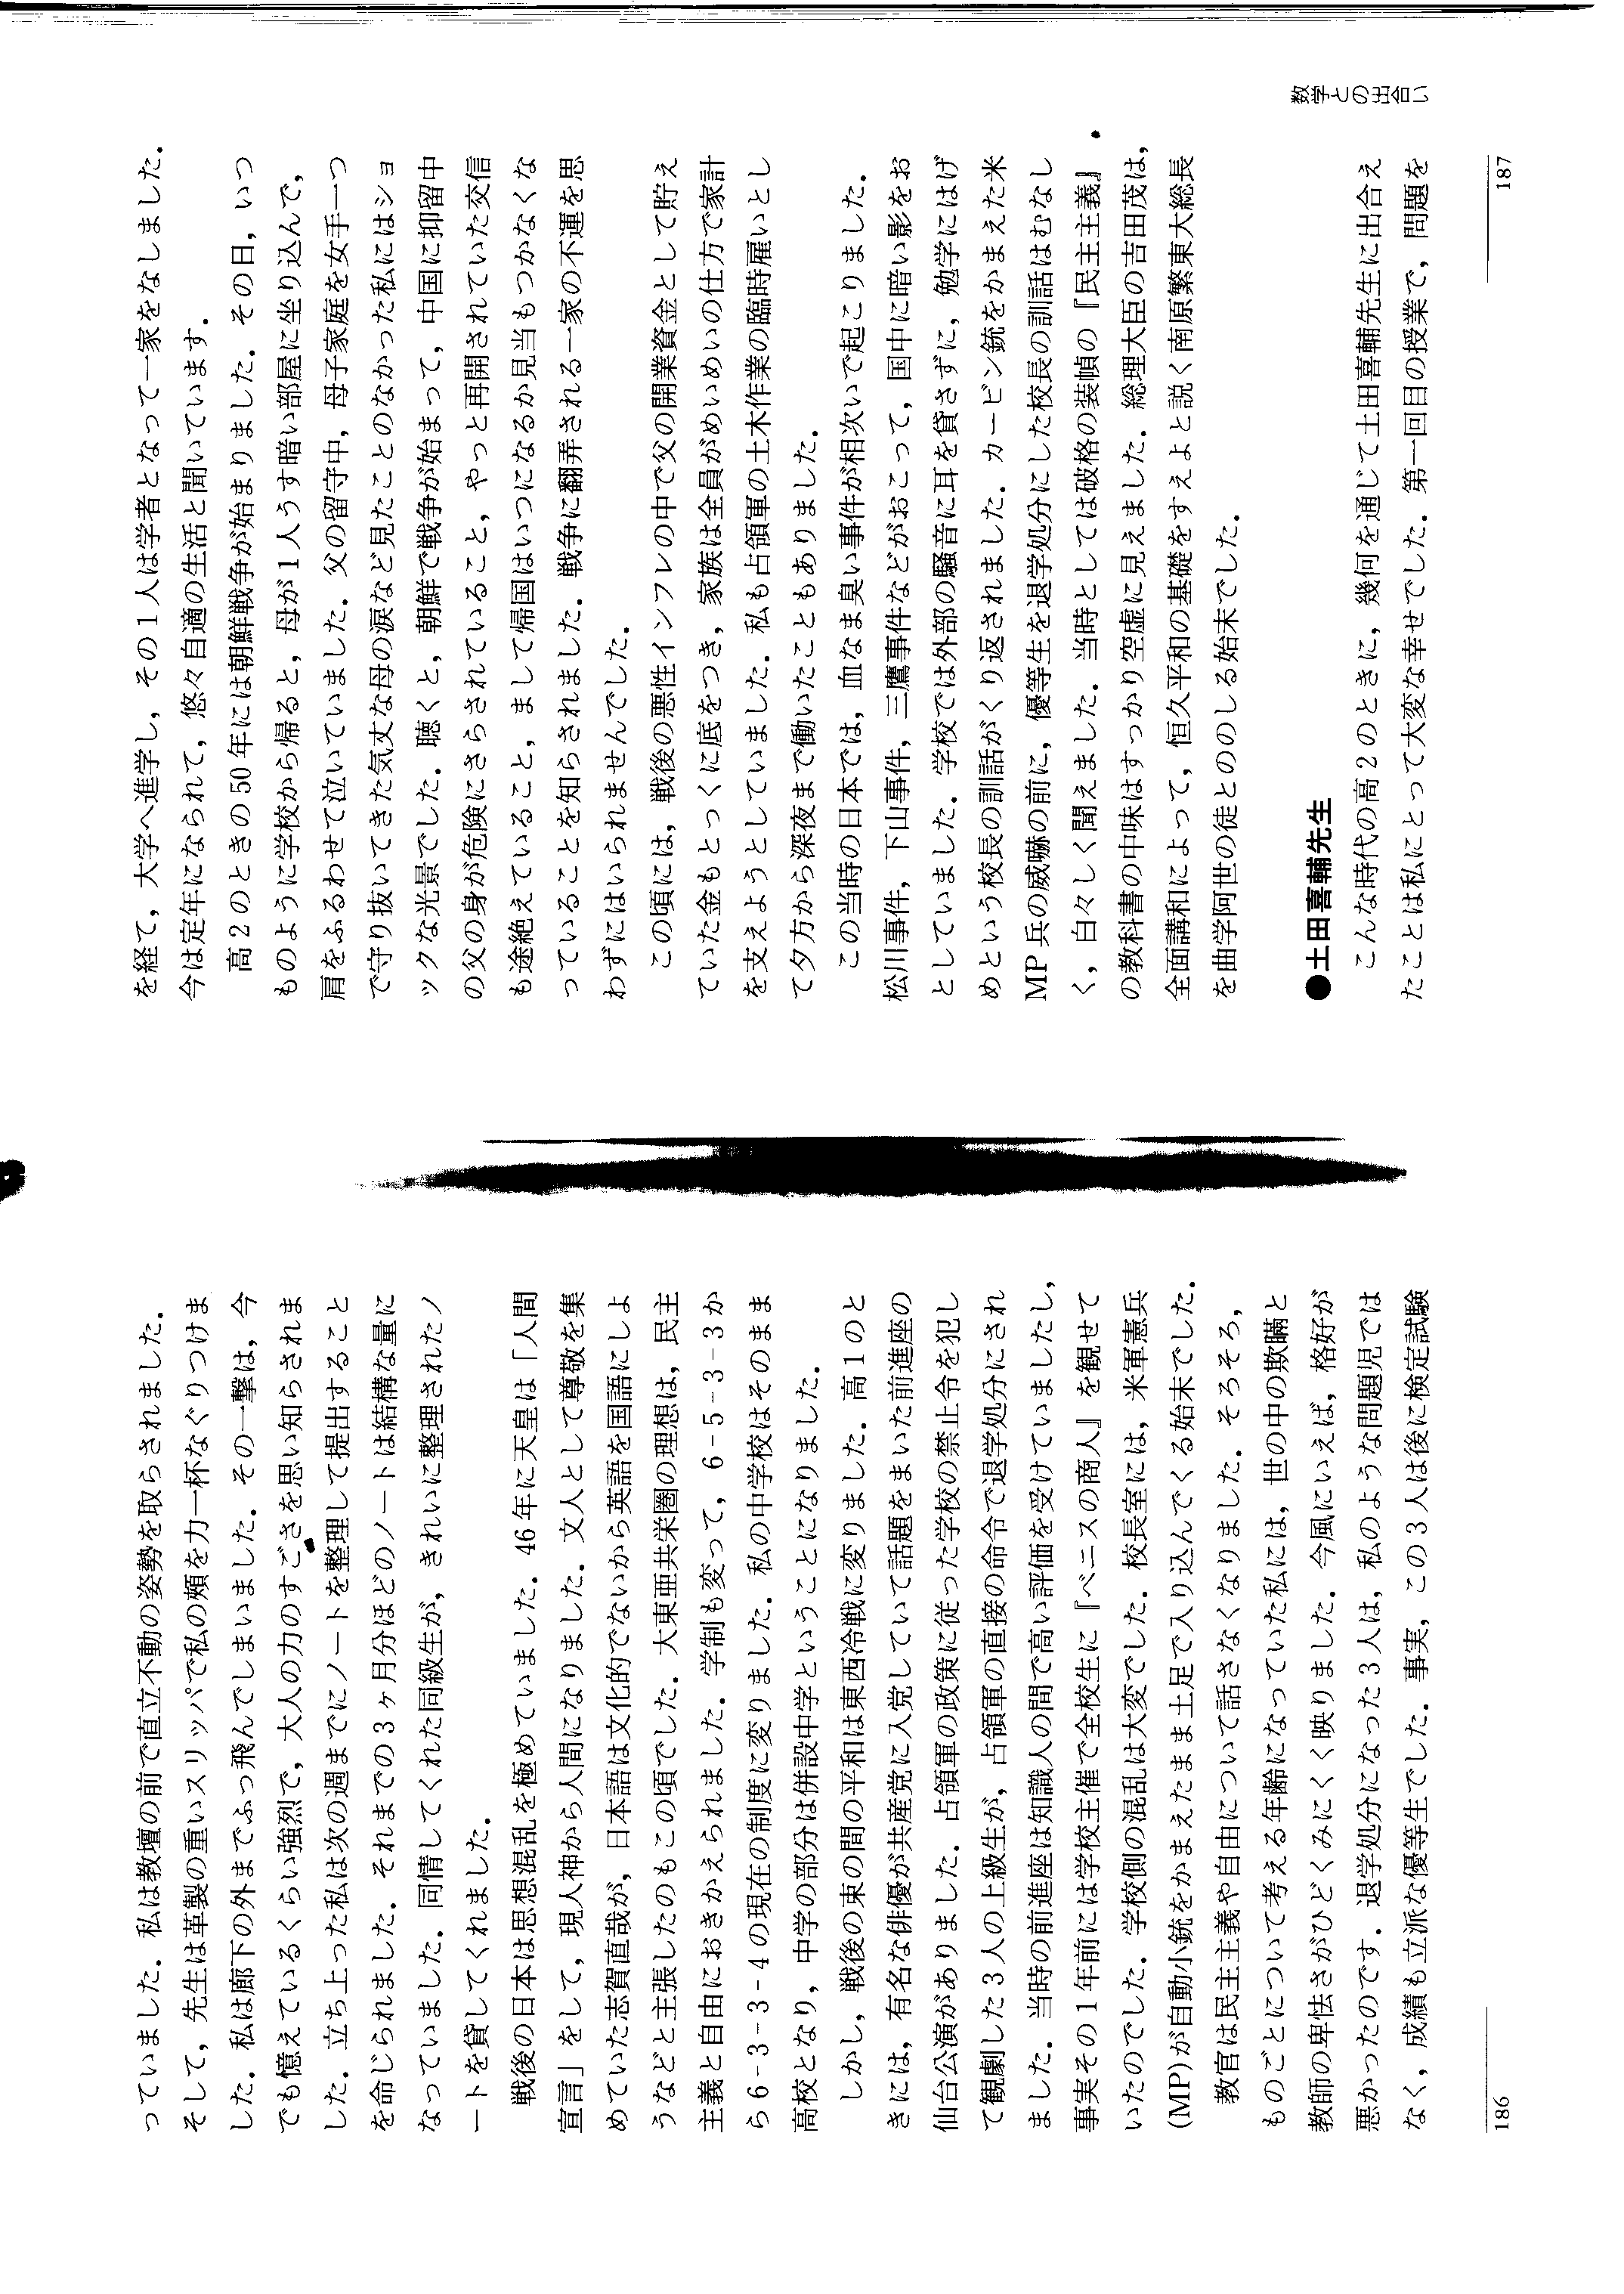 っていました．私は教壇の前で直立不動の姿勢を取らされました．
そして，先生は革製の重いスリッパで私の頰を力一杯なぐりつけま
した．私は廊下の外までふっ飛んでしまいました．その一撃は，今
でも憶えているくらい強烈で，大人の力のすごさを思い知らされま
した．立ち上った私は次の週までにノートを整理して提出すること
を命じられました．それまでの3ヶ月分ほどのノートは結構な量に
なっていました．同情してくれた同級生が，きれいに整理されたノ
ートを貸してくれました．
戦後の日本は思想混乱を極めていました．46年に天皇は「人間
宣言」をして，現人神から人間になりました．文人として尊敬を集
めていた志賀直哉が，日本語は文化的でないから英語を国語にしよ
うなどと主張したのもこの頃でした．大東亜共栄圏の理想は，民主
主義と自由におきかえられました．学制も変って，6-5-3-3か
ら6-3-3-4の現在の制度に変りました．私の中学校はそのまま
高校となり，中学の部分は併設中学ということになりました．
しかし，戦後の束の間の平和は東西冷戦に変りました．高1のと
きには，有名な俳優が共産党に入党していて話題をまいた前進座の
仙台公演がありました．占領軍の政策に従った学校の禁止令を犯し
て観劇した3人の上級生が，占領軍の直接の命令で退学処分にされ
ました．当時の前進座は知識人の間で高い評価を受けていましたし，
事実その1年前には学校主催で全校生に『ベニスの商人』を観せて
いたのでした．学校側の混乱は大変でした．校長室には，米軍憲兵
(MP)が自動小銃をかまえたまま土足で入り込んでくる始末でした．
教官は民主主義や自由について話さなくなりました．そろそろ，
ものごとについて考える年齢になっていた私には，世の中の欺瞞と
教師の卑怯さがひどくみにくく映りました．今風にいえば，格好が
悪かったのです．退学処分になった3人は，私のような問題児では
なく，成績も立派な優等生でした．事実，この3人は後に検定試験
186
を経て，大学へ進学し，その1人は学者となって一家をなしました．
今は定年になられて，悠々自適の生活と聞いています．
高2のときの50年には朝鮮戦争が始まりました．その日，いつ
ものように学校から帰ると，母が1人うす暗い部屋に坐り込んで，
肩をふるわせて泣いていました．父の留守中，母子家庭を女手一つ
で守り抜いてきた気丈な母の涙など見たことのなかった私にはショ
ックな光景でした．聴くと，朝鮮で戦争が始まって，中国に抑留中
の父の身が危険にさらされていること，やっと再開されていた交信
も途絶えていること，まして帰国はいつになるか見当もつかなくな
っていることを知らされました．戦争に翻弄される一家の不運を思
わずにはいられませんでした．
この頃には，戦後の悪性インフレの中で父の開業資金として貯え
ていた金もとっくに底をつき，家族は全員がめいめいの仕方で家計
を支えようとしていました．私も占領軍の土木作業の臨時雇いとし
て夕方から深夜まで働いたこともありました．
この当時の日本では，血なま臭い事件が相次いで起こりました．
松川事件，下山事件，三鷹事件などがおこって，国中に暗い影をお
としていました．学校では外部の騒音に耳を貸さずに，勉学にはげ
めという校長の訓話がくり返されました．カービン銃をかまえた米
MP兵の威嚇の前に，優等生を退学処分にした校長の訓話はむなし
く，白々しく聞えました．当時としては破格の装幀の『民主主義』
の教科書の中味はすっかり空虚に見えました．総理大臣の吉田茂は，
全面講和によって，恒久平和の基礎をすえよと説く南原繁東大総長
を曲学阿世の徒とののしる始末でした．
●土田喜輔先生
こんな時代の高2のときに，幾何を通じて土田喜輔先生に出合え
たことは私にとって大変な幸せでした．第一回目の授業で，問題を
数学との出合い
187